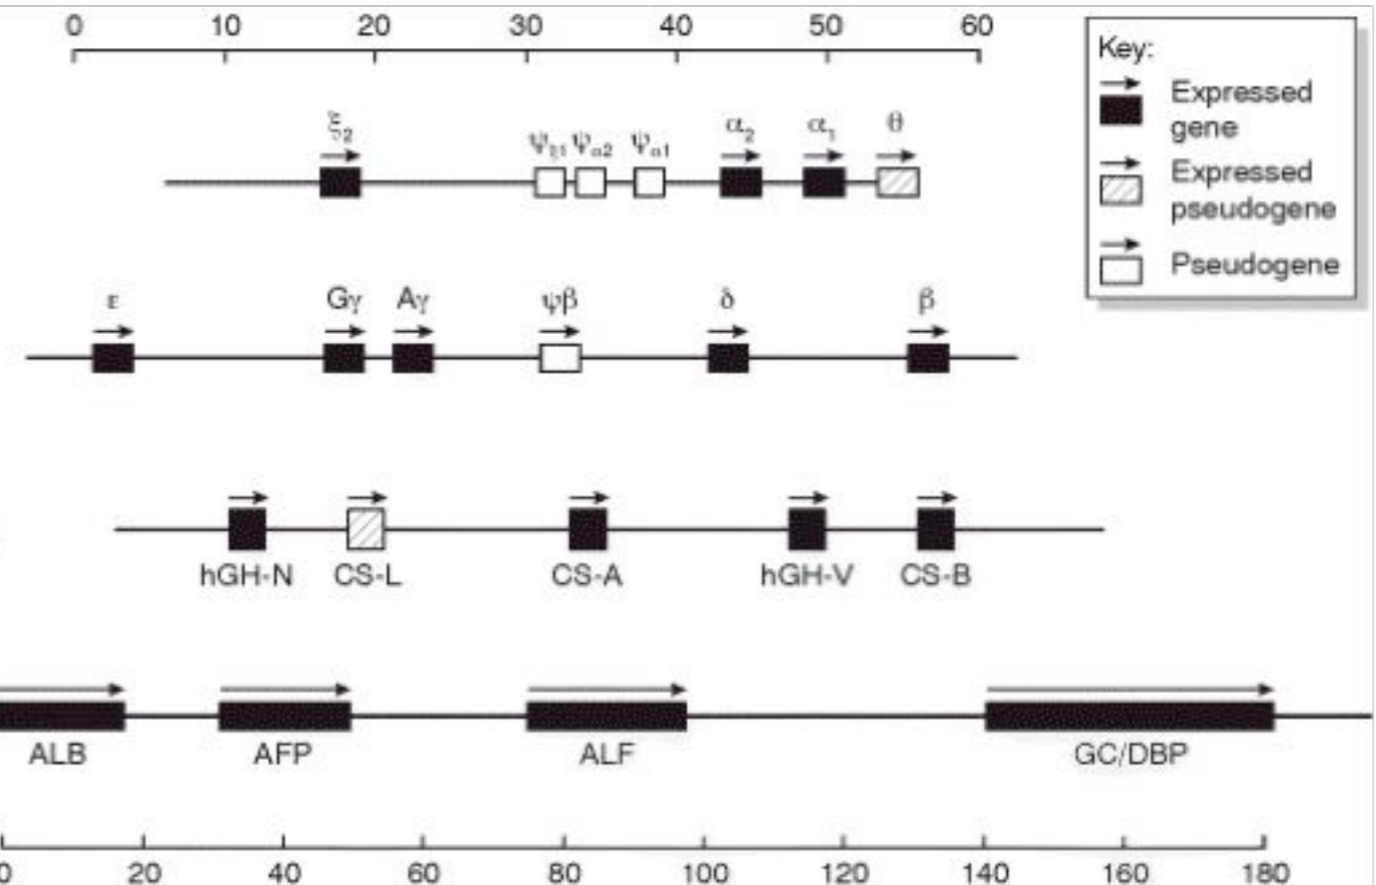 0 10 20 30 40 50 60
Key:
Expressed
gene
Expressed
pseudogene
Pseudogene
ξ2 ψξ1 ψα2 ψα1 α2 α1 θ
ε Gγ Aγ ψβ δ β
hGH-N CS-L CS-A hGH-V CS-B
ALB AFP ALF GC/DBP
0 20 40 60 80 100 120 140 160 180